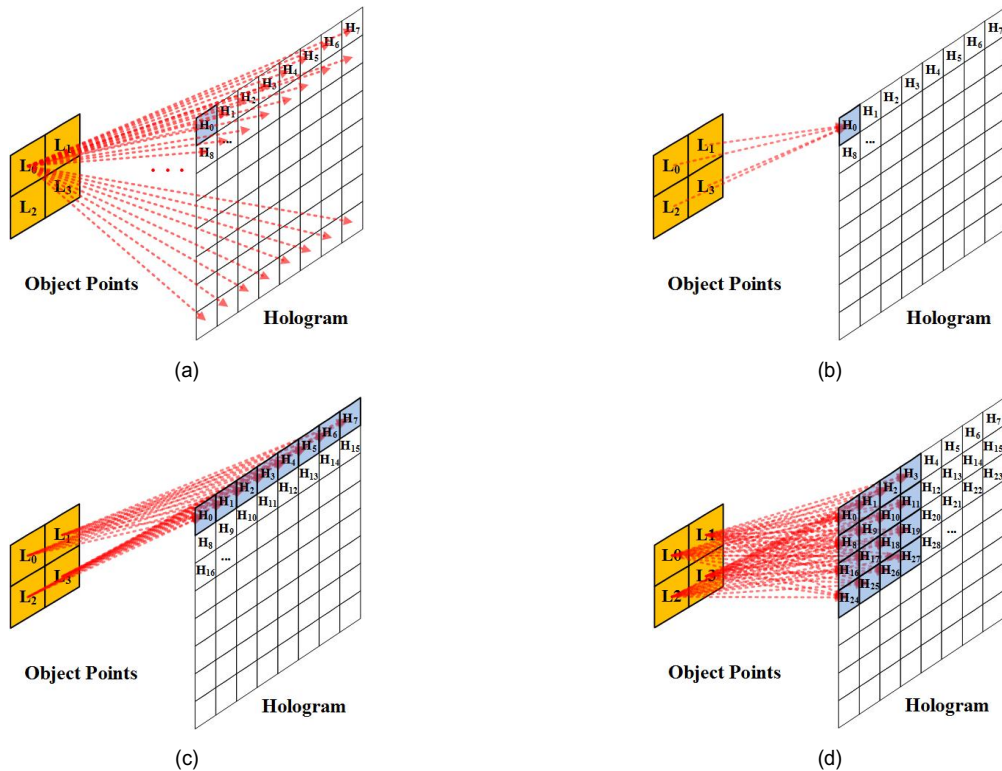 H0 H1 H2 H3 H4 H5 H6 H7
H8 ...
L0 L1
L2 L3
. . .
Object Points
Hologram
(a)
H0 H1 H2 H3 H4 H5 H6 H7
H8 ...
L0 L1
L2 L3
Object Points
Hologram
(b)
H0 H1 H2 H3 H4 H5 H6 H7
H8 H9 H10 H11 H12 H13 H14 H15
H16 ...
L0 L1
L2 L3
Object Points
Hologram
(c)
H0 H1 H2 H3 H4 H5 H6 H7
H8 H9 H10 H11 H12 H13 H14 H15
H16 H17 H18 H19 H20 H21 H22 H23
H24 H25 H26 H27 H28 ...
L0 L1
L2 L3
Object Points
Hologram
(d)